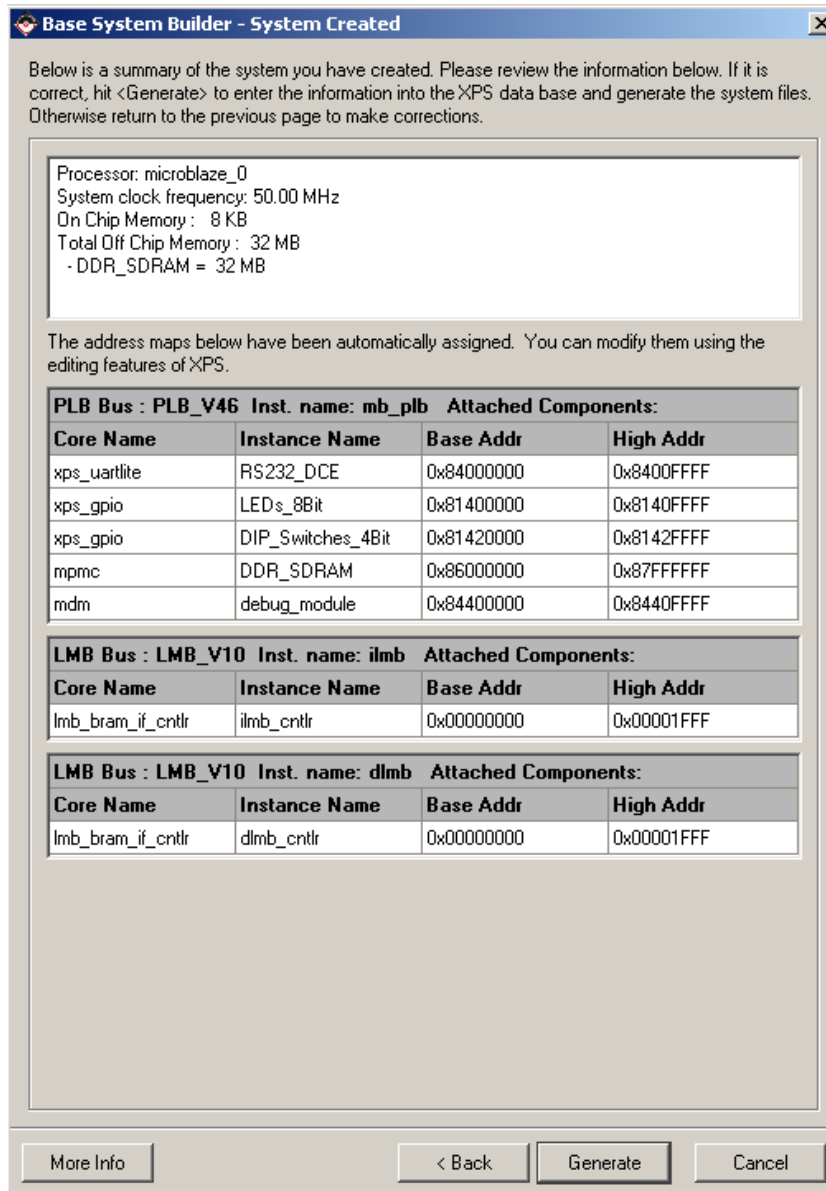 Base System Builder - System Created
Below is a summary of the system you have created. Please review the information below. If it is
correct, hit <Generate> to enter the information into the XPS data base and generate the system files.
Otherwise return to the previous page to make corrections.
Processor: microblaze_0
System clock frequency: 50.00 MHz
On Chip Memory :   8 KB
Total Off Chip Memory :  32 MB
- DDR_SDRAM =  32 MB
The address maps below have been automatically assigned.  You can modify them using the
editing features of XPS.
PLB Bus : PLB_V46  Inst. name: mb_plb   Attached Components:
Core Name Instance Name Base Addr High Addr
xps_uartlite RS232_DCE 0x84000000 0x8400FFFF
xps_gpio LEDs_8Bit 0x81400000 0x8140FFFF
xps_gpio DIP_Switches_4Bit 0x81420000 0x8142FFFF
mpmc DDR_SDRAM 0x86000000 0x87FFFFFF
mdm debug_module 0x84400000 0x8440FFFF
LMB Bus : LMB_V10  Inst. name: ilmb   Attached Components:
Core Name Instance Name Base Addr High Addr
lmb_bram_if_cntlr ilmb_cntlr 0x00000000 0x00001FFF
LMB Bus : LMB_V10  Inst. name: dlmb   Attached Components:
Core Name Instance Name Base Addr High Addr
lmb_bram_if_cntlr dlmb_cntlr 0x00000000 0x00001FFF
More Info < Back Generate Cancel